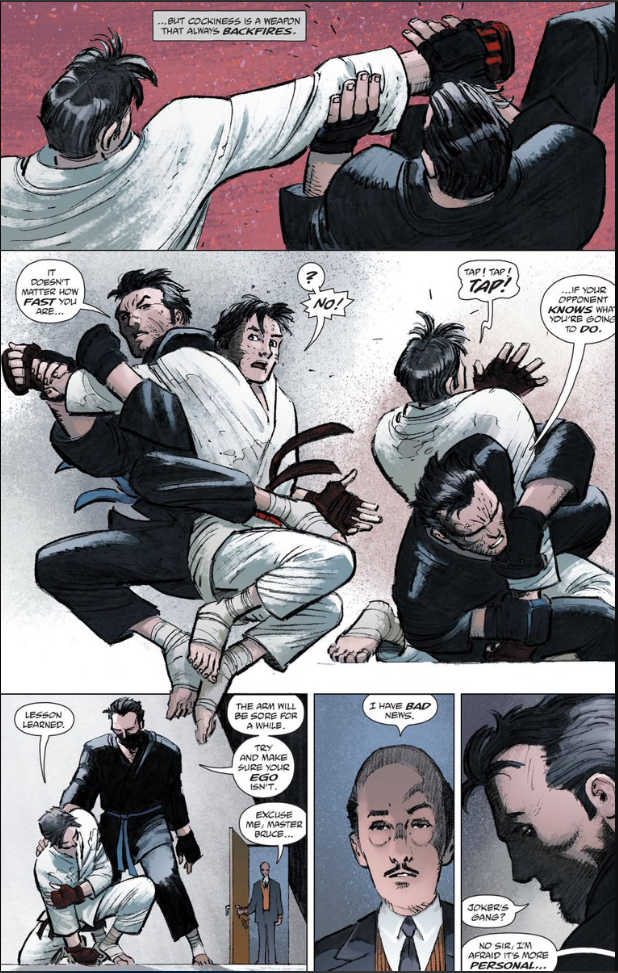 ...BUT COCKINESS IS A WEAPON
THAT ALWAYS BACKFIRES.
IT
DOESN'T
MATTER HOW
FAST YOU
ARE...
?
NO!
TAP! TAP!
TAP!
...IF YOUR
OPPONENT
KNOWS WHAT
YOU'RE GOING
TO DO.
LESSON
LEARNED.
THE ARM WILL
BE SORE FOR
A WHILE.
TRY
AND MAKE
SURE YOUR
EGO
ISN'T.
EXCUSE
ME, MASTER
BRUCE...
I HAVE BAD
NEWS.
JOKER'S
GANG?
NO SIR, I'M
AFRAID IT'S MORE
PERSONAL...